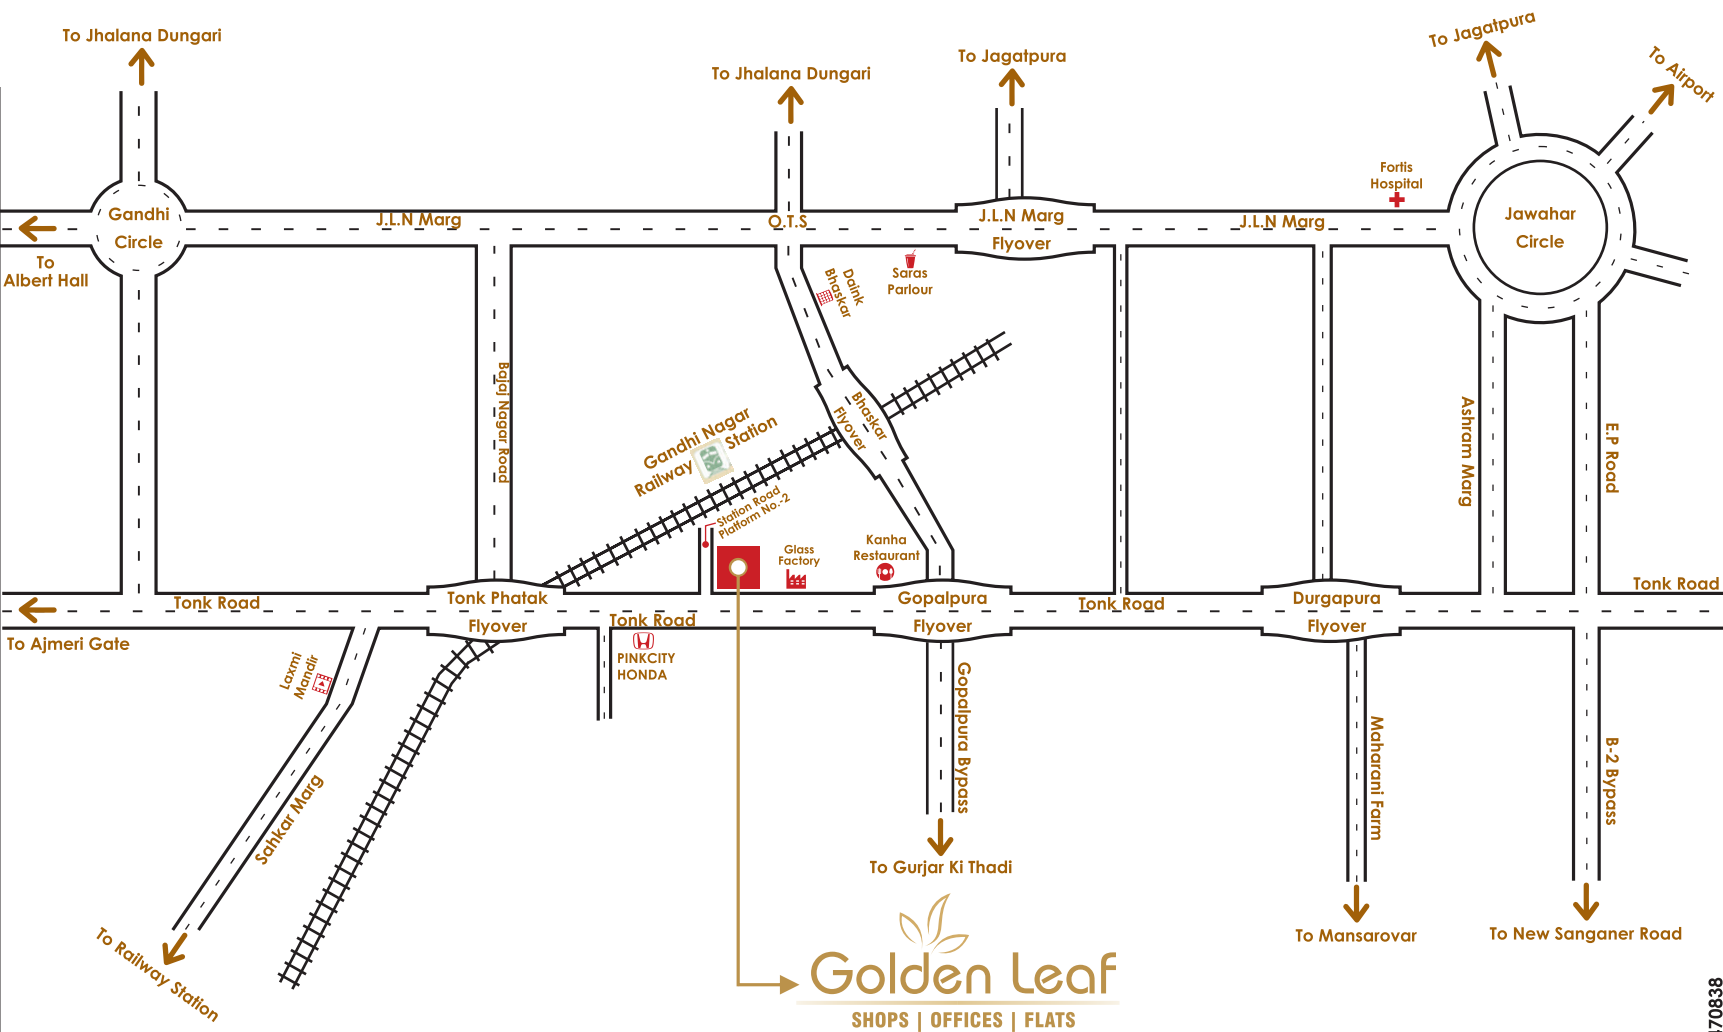 To Jhalana Dungari
To Jhalana Dungari
To Jagatpura
To Jagatpura
To Airport
Fortis
Hospital
Gandhi
Circle
J.L.N Marg
O.T.S
J.L.N Marg
Flyover
J.L.N Marg
Jawahar
Circle
To
Albert Hall
Daink
Bhaskar
Saras
Parlour
Bajaj Nagar Road
Gandhi Nagar
Railway Station
Bhaskar
Flyover
Ashram Marg
E.P Road
Station Road
Platform No.-2
Glass
Factory
Kanha
Restaurant
Tonk Road
Tonk Phatak
Flyover
Tonk Road
Gopalpura
Flyover
Tonk Road
Durgapura
Flyover
Tonk Road
To Ajmeri Gate
Laxmi
Mandir
PINKCITY
HONDA
Gopalpura Bypass
Maharani Farm
B-2 Bypass
Sahkar Marg
To Gurjar Ki Thadi
To Mansarovar
To New Sanganer Road
To Railway Station
Golden Leaf
SHOPS | OFFICES | FLATS